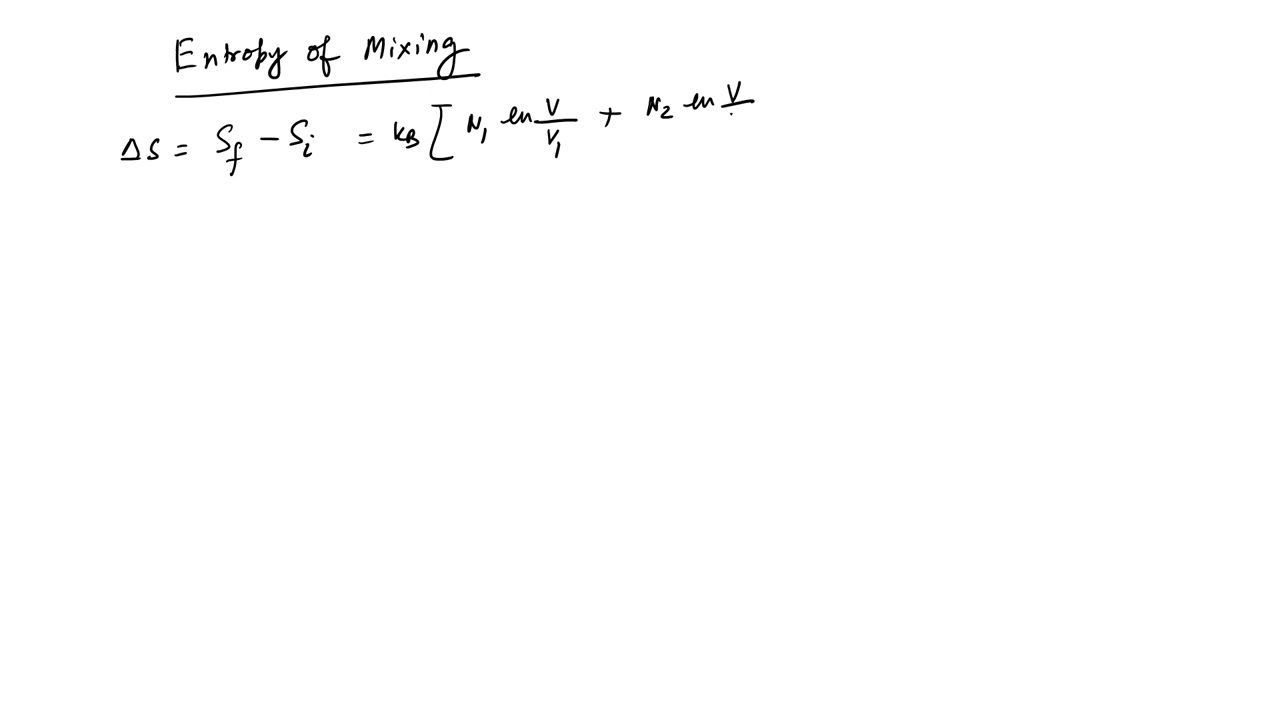 Entropy of Mixing
ΔS = S_f - S_i = k_B [ N_1 ln V/V_1 + N_2 ln V/